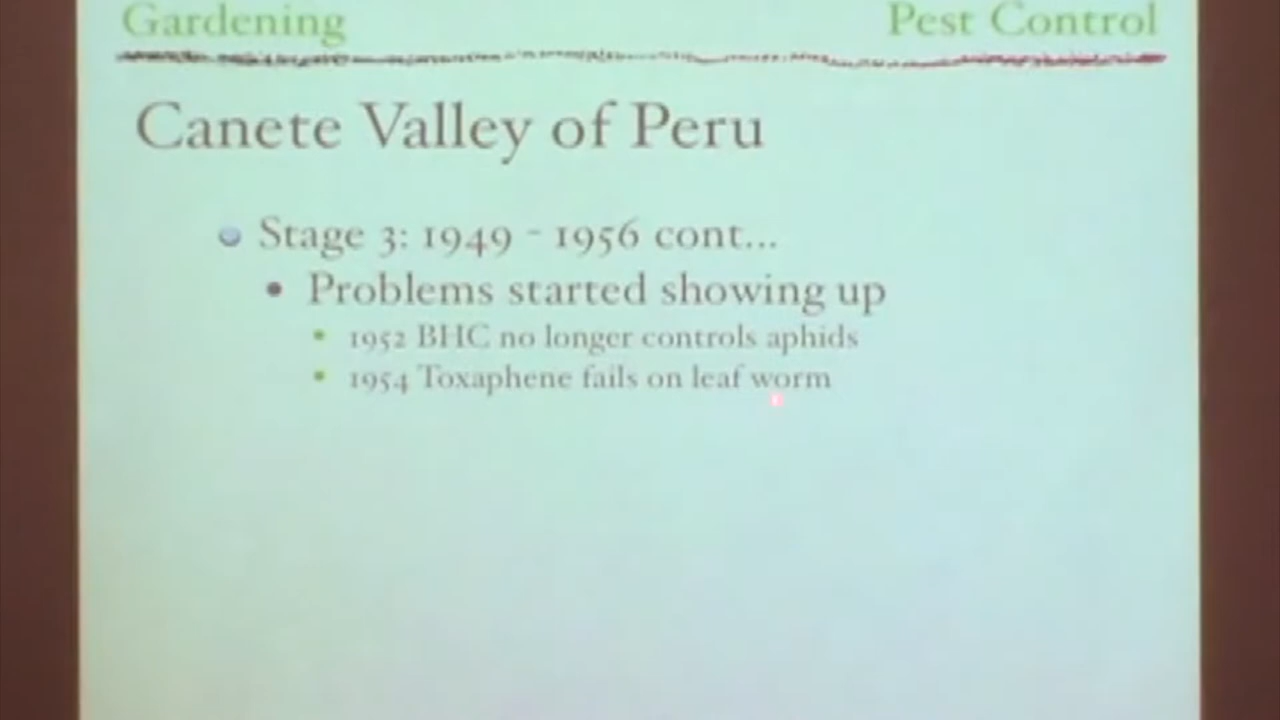 Gardening Pest Control
Canete Valley of Peru
Stage 3: 1949 - 1956 cont...
Problems started showing up
1952 BHC no longer controls aphids
1954 Toxaphene fails on leaf worm